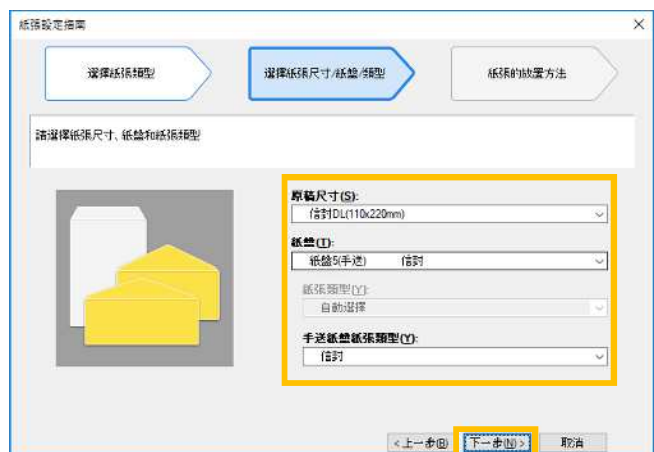 紙張設定指南
選擇紙張類型
選擇紙張尺寸/紙盤/類型
紙張的放置方法
請選擇紙張尺寸、紙盤和紙張類型
原稿尺寸(S):
信封DL(110x220mm)
紙盤(T):
紙盤5(手送) 信封
紙張類型(Y):
自動選擇
手送紙盤紙張類型(Y):
信封
<上一步(B) 下一步(N)> 取消